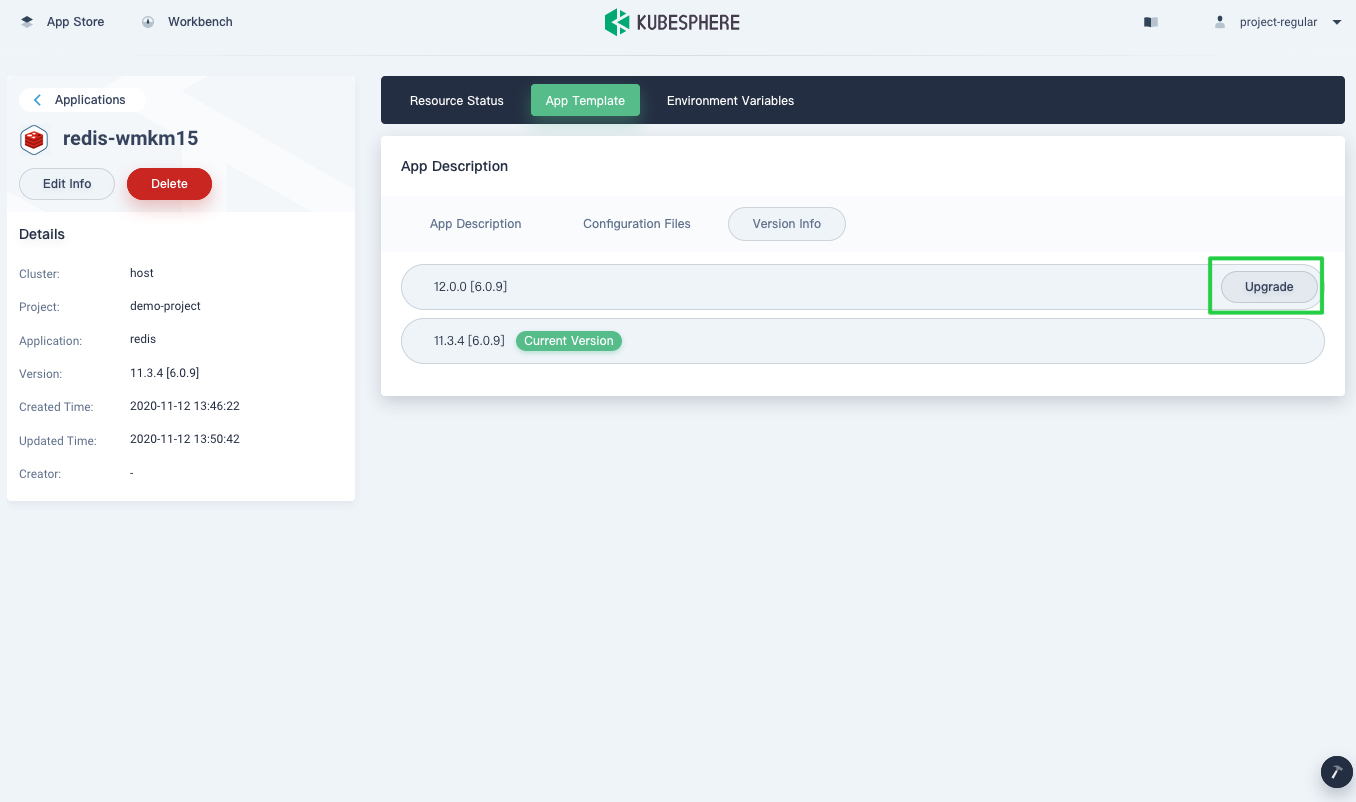 App Store
Workbench
KUBESPHERE
project-regular
Applications
redis-wmkm15
Edit Info
Delete
Details
Cluster: host
Project: demo-project
Application: redis
Version: 11.3.4 [6.0.9]
Created Time: 2020-11-12 13:46:22
Updated Time: 2020-11-12 13:50:42
Creator: -
Resource Status
App Template
Environment Variables
App Description
App Description
Configuration Files
Version Info
12.0.0 [6.0.9]
Upgrade
11.3.4 [6.0.9] Current Version